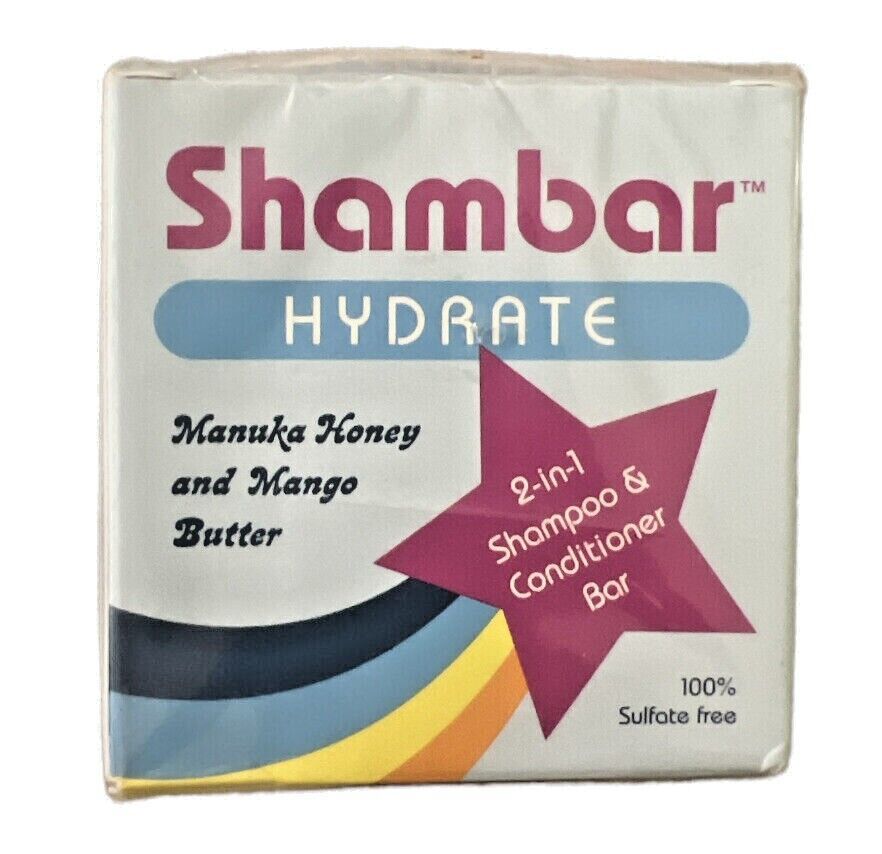 Shambar™
HYDRATE
Manuka Honey
and Mango
Butter
2-in-1
Shampoo &
Conditioner
Bar
100%
Sulfate free